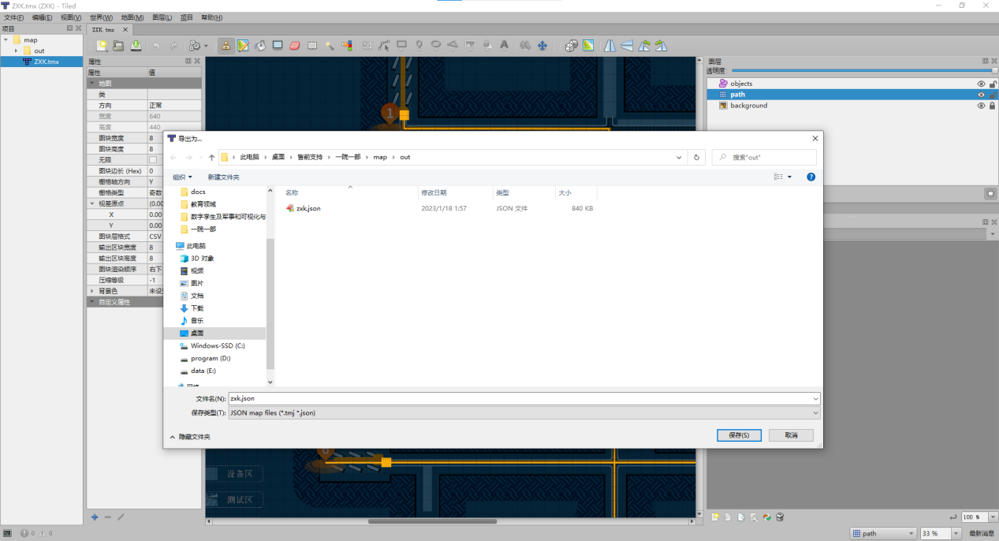 ZXK.tmx (ZXK) - Tiled
文件(F) 编辑(E) 视图(V) 世界(W) 地图(M) 图层(L) 项目 帮助(H)
项目
map
out
ZXK.tmx
ZXK. tmx
属性
属性 值
地图
类
方向 正常
宽度 640
高度 440
图块宽度 8
图块高度 8
无限
图块边长 (Hex) 0
栅格轴方向 Y
栅格类型 奇数
视差原点 (0.00
X 0.00
Y 0.00
图块层格式 CSV
输出区块宽度 8
输出区块高度 8
图块渲染顺序 右下
压缩等级 -1
背景色 未设
自定义属性
1
设备区
测试区
图层
透明度:
objects
path
background
导出为...
此电脑 › 桌面 › 售前支持 › 一院一部 › map › out
搜索"out"
组织 新建文件夹
docs
教育领域
数字孪生及军事和可视化与
一院一部
此电脑
3D 对象
视频
图片
文档
下载
音乐
桌面
Windows-SSD (C:)
program (D:)
data (E:)
网络
名称 修改日期 类型 大小
zxk.json 2023/1/18 1:57 JSON 文件 840 KB
文件名(N): zxk.json
保存类型(T): JSON map files (*.tmj *.json)
隐藏文件夹
保存(S) 取消
100 %
0 0
path 33 % 最新消息